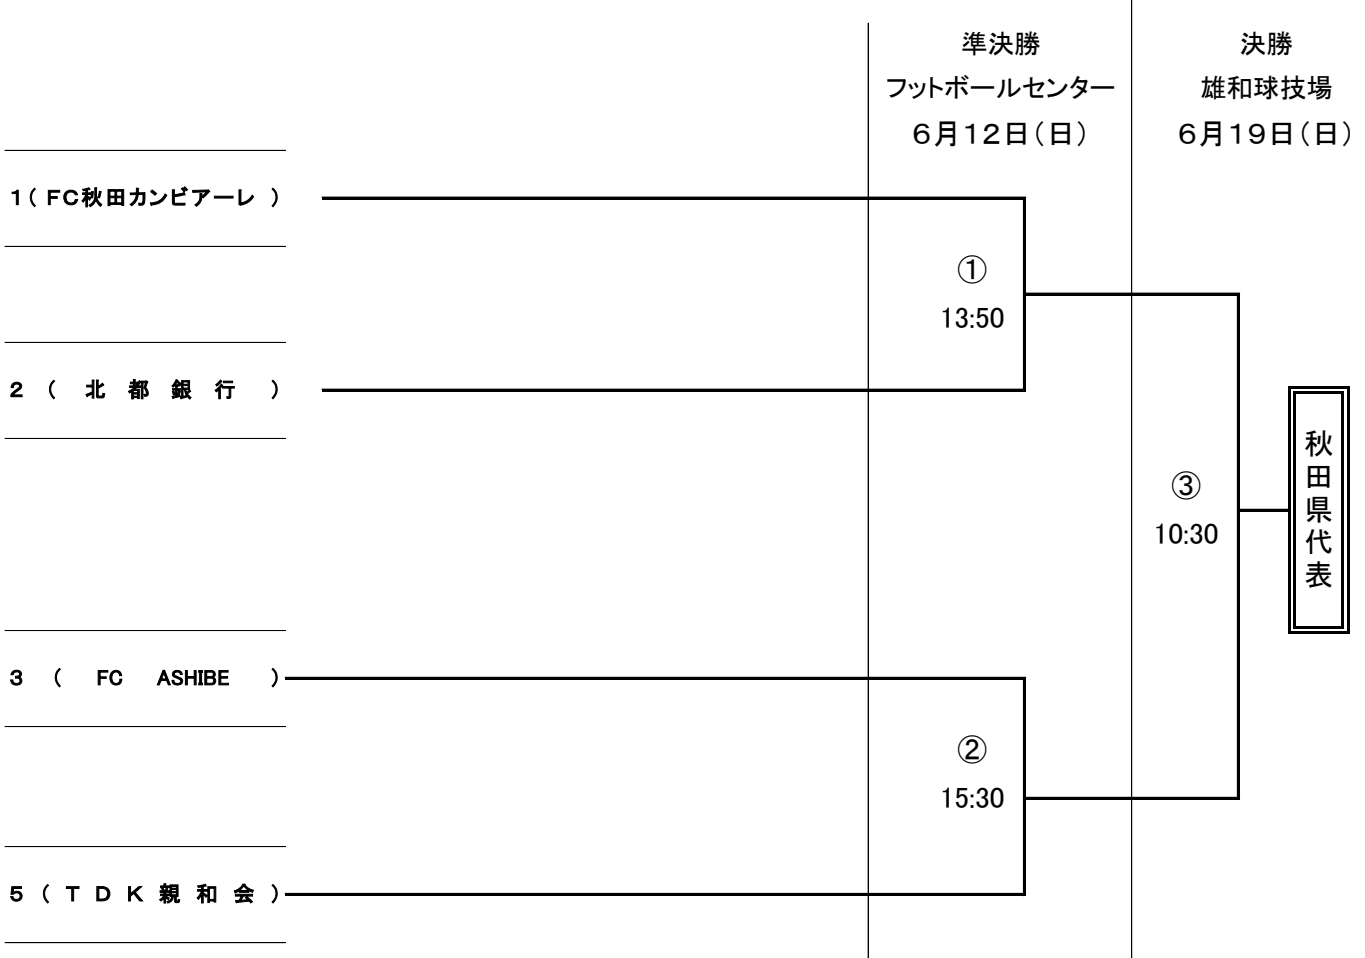 準決勝
フットボールセンター
6月12日(日)
決勝
雄和球技場
6月19日(日)
1(FC秋田カンビアーレ)
①
13:50
2(北都銀行)
③
10:30
秋田県代表
3(FC ASHIBE)
②
15:30
5(TDK親和会)